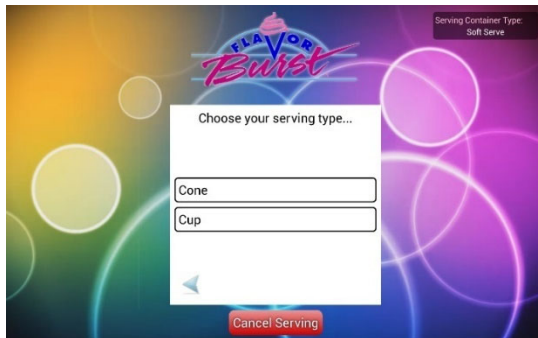 Serving Container Type:
Soft Serve
FLAVOR
Burst
Choose your serving type...
Cone
Cup
Cancel Serving